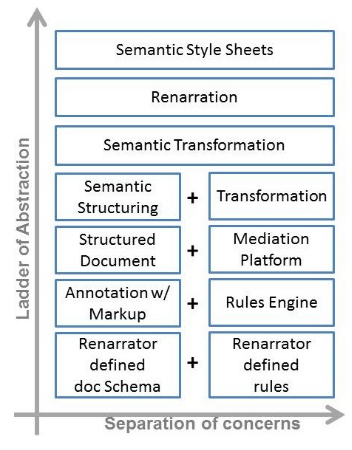 Semantic Style Sheets
Renarration
Semantic Transformation
Semantic
Structuring
+
Transformation
Structured
Document
+
Mediation
Platform
Annotation w/
Markup
+
Rules Engine
Renarrator
defined
doc Schema
+
Renarrator
defined
rules
Ladder of Abstraction
Separation of concerns